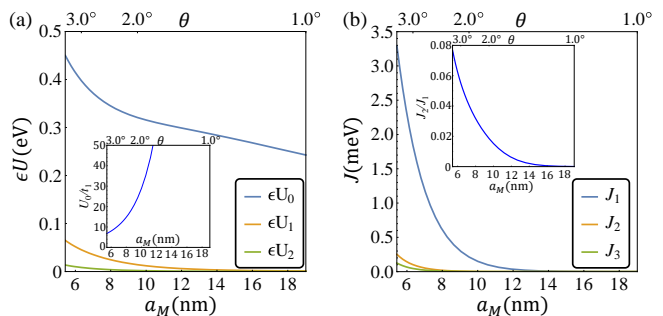 (a) 3.0° 2.0° θ 1.0°
0.5
0.4
0.3
0.2
0.1
0
ϵU(eV)
6 8 10 12 14 16 18
a_M(nm)
3.0° 2.0° θ 1.0°
50
40
30
20
10
0
U₀/t₁
a_M(nm)
6 8 10 12 14 16 18
ϵU₀
ϵU₁
ϵU₂
(b) 3.0° 2.0° θ 1.0°
3.5
3.0
2.5
2.0
1.5
1.0
0.5
0.0
J(meV)
6 8 10 12 14 16 18
a_M(nm)
3.0° 2.0° θ 1.0°
0.08
0.06
0.04
0.02
0
J₂/J₁
6 8 10 12 14 16 18
a_M(nm)
J₁
J₂
J₃